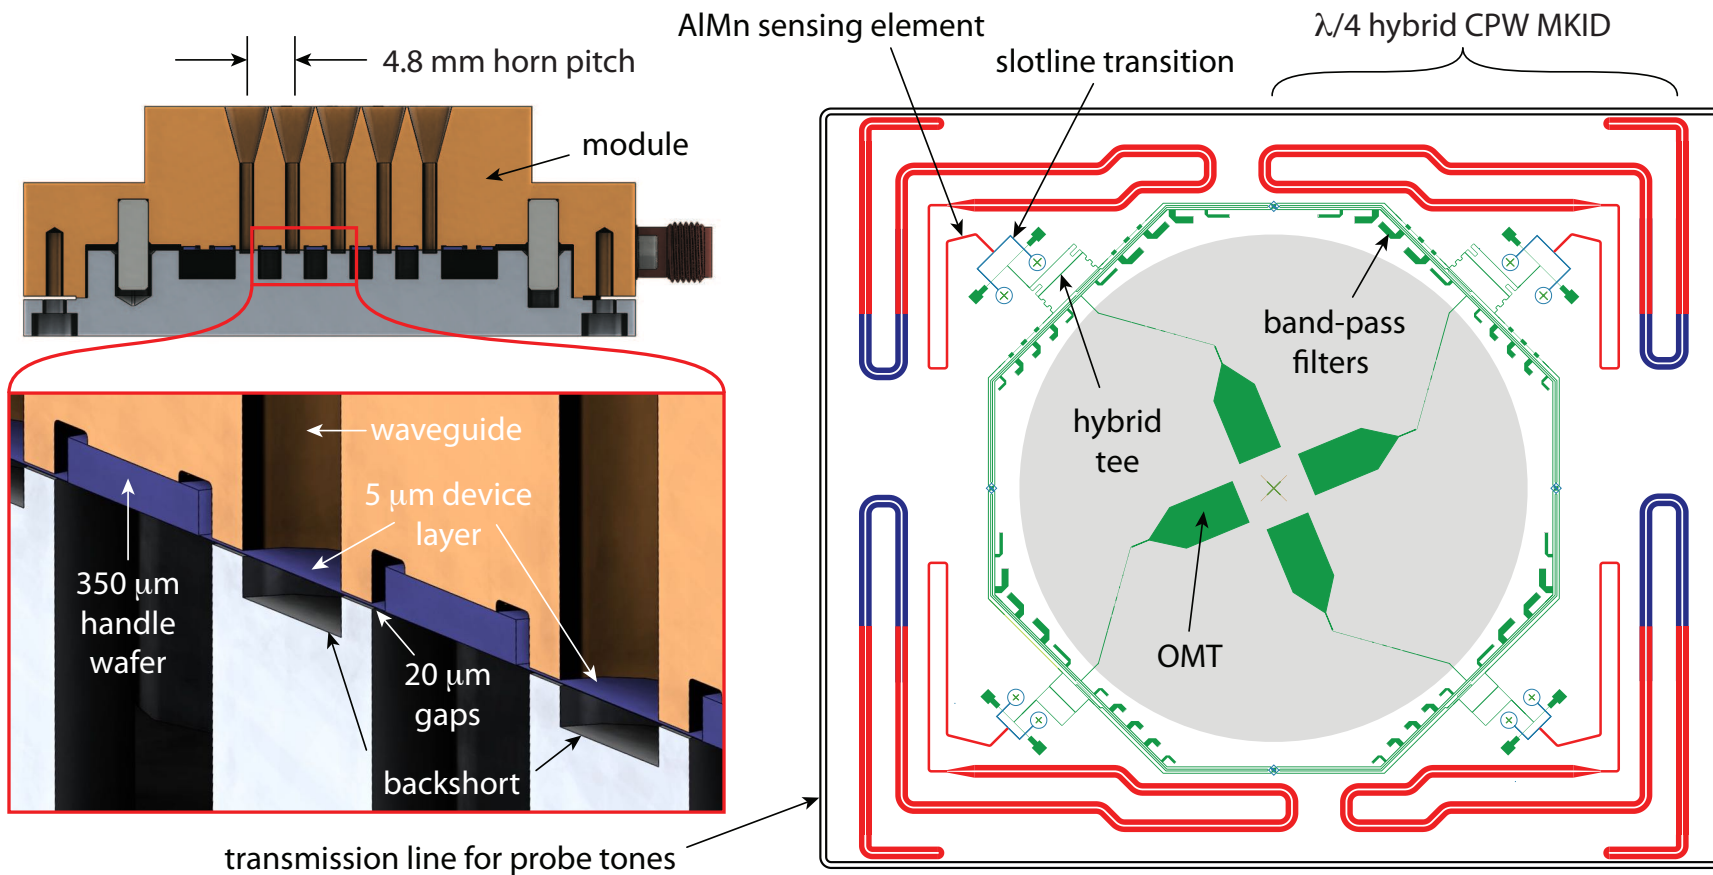 4.8 mm horn pitch
module
waveguide
5 μm device
layer
350 μm
handle
wafer
20 μm
gaps
backshort
transmission line for probe tones
AlMn sensing element
slotline transition
λ/4 hybrid CPW MKID
band-pass
filters
hybrid
tee
OMT